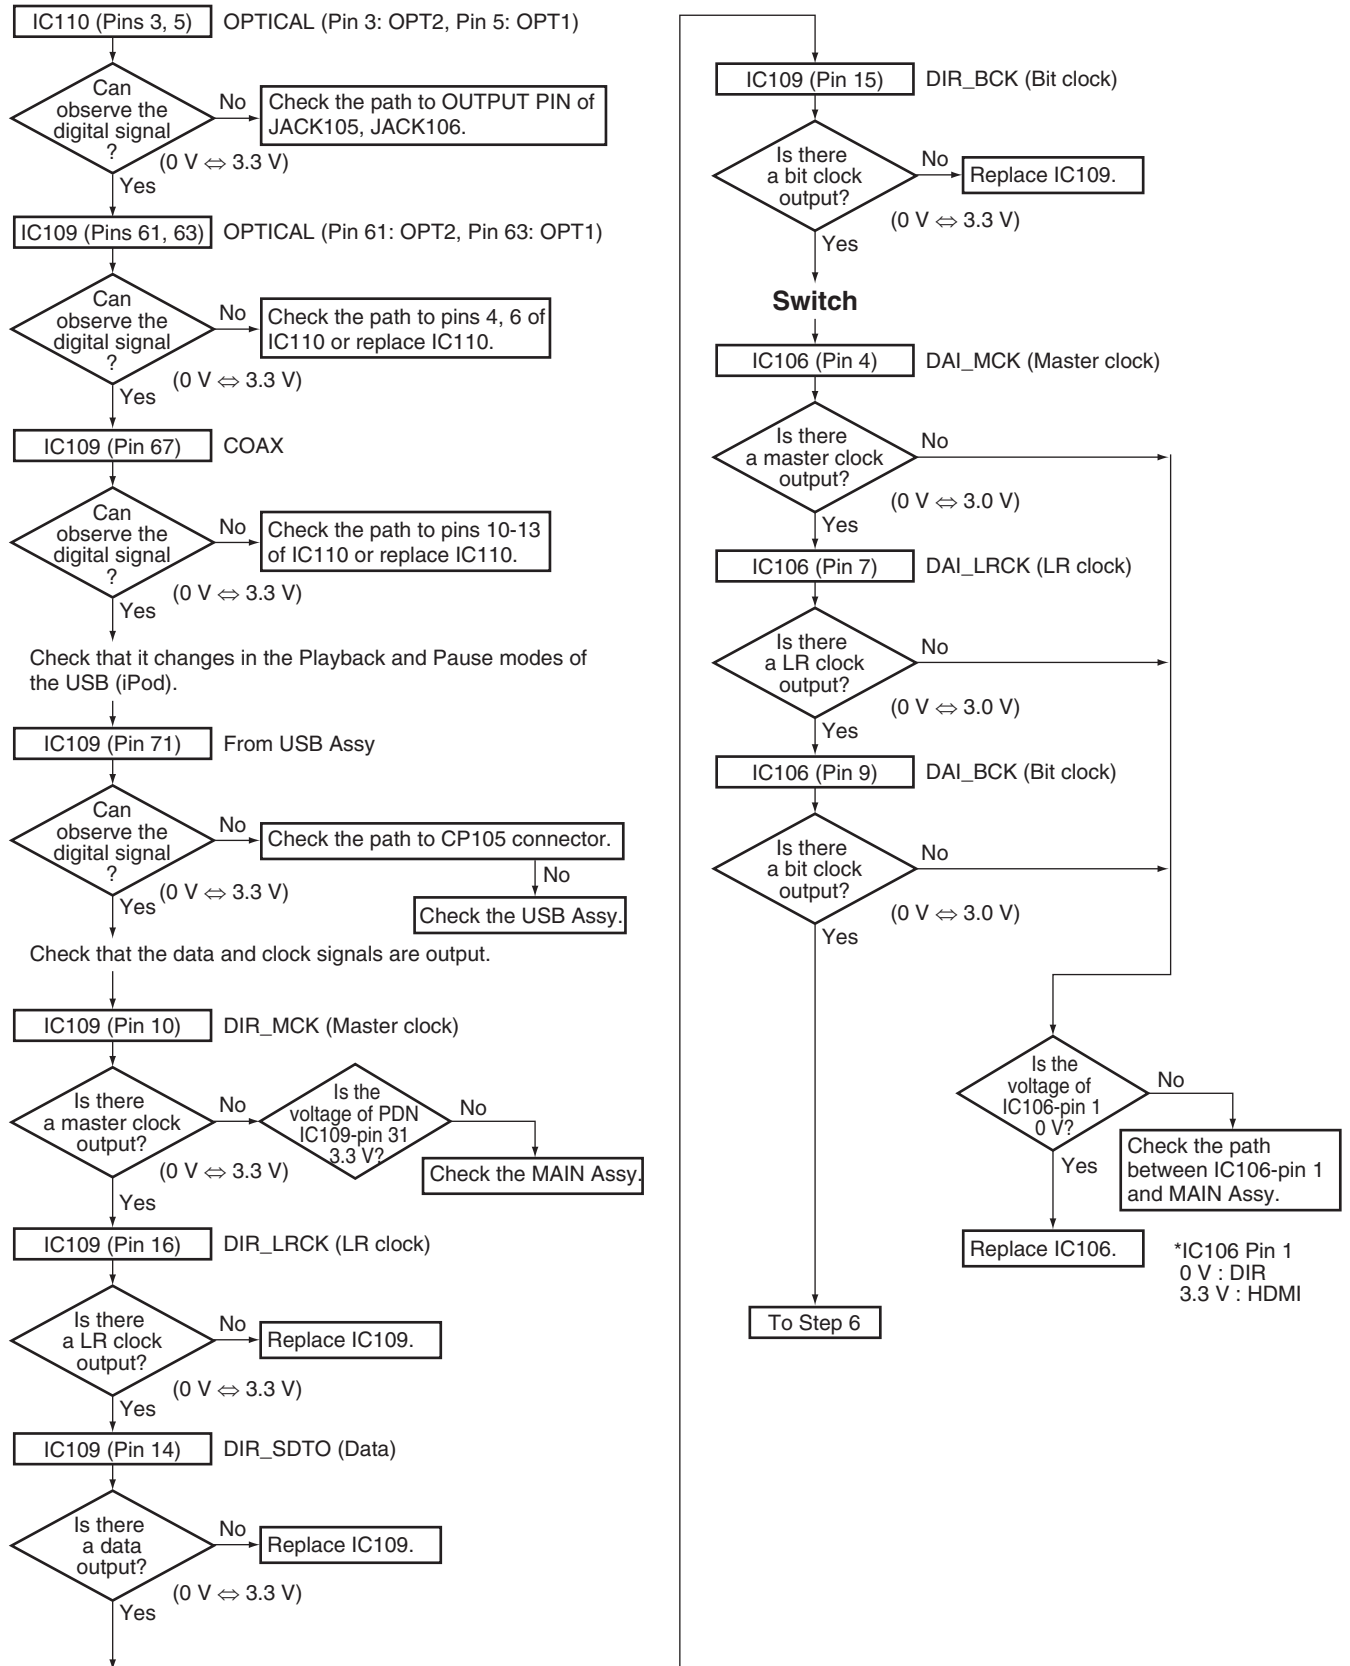 IC110 (Pins 3, 5)
OPTICAL (Pin 3: OPT2, Pin 5: OPT1)
Can
observe the
digital signal
?
No
Check the path to OUTPUT PIN of
JACK105, JACK106.
(0 V ⇔ 3.3 V)
Yes
IC109 (Pins 61, 63)
OPTICAL (Pin 61: OPT2, Pin 63: OPT1)
Can
observe the
digital signal
?
No
Check the path to pins 4, 6 of
IC110 or replace IC110.
(0 V ⇔ 3.3 V)
Yes
IC109 (Pin 67)
COAX
Can
observe the
digital signal
?
No
Check the path to pins 10-13
of IC110 or replace IC110.
(0 V ⇔ 3.3 V)
Yes
Check that it changes in the Playback and Pause modes of
the USB (iPod).
IC109 (Pin 71)
From USB Assy
Can
observe the
digital signal
?
No
Check the path to CP105 connector.
No
Check the USB Assy.
(0 V ⇔ 3.3 V)
Yes
Check that the data and clock signals are output.
IC109 (Pin 10)
DIR_MCK (Master clock)
Is there
a master clock
output?
No
Is the
voltage of PDN
IC109-pin 31
3.3 V?
No
Check the MAIN Assy.
(0 V ⇔ 3.3 V)
Yes
IC109 (Pin 16)
DIR_LRCK (LR clock)
Is there
a LR clock
output?
No
Replace IC109.
(0 V ⇔ 3.3 V)
Yes
IC109 (Pin 14)
DIR_SDTO (Data)
Is there
a data
output?
No
Replace IC109.
(0 V ⇔ 3.3 V)
Yes
IC109 (Pin 15)
DIR_BCK (Bit clock)
Is there
a bit clock
output?
No
Replace IC109.
(0 V ⇔ 3.3 V)
Yes
Switch
IC106 (Pin 4)
DAI_MCK (Master clock)
Is there
a master clock
output?
No
(0 V ⇔ 3.0 V)
Yes
IC106 (Pin 7)
DAI_LRCK (LR clock)
Is there
a LR clock
output?
No
(0 V ⇔ 3.0 V)
Yes
IC106 (Pin 9)
DAI_BCK (Bit clock)
Is there
a bit clock
output?
No
(0 V ⇔ 3.0 V)
Yes
Is the
voltage of
IC106-pin 1
0 V?
No
Check the path
between IC106-pin 1
and MAIN Assy.
Yes
Replace IC106.
*IC106 Pin 1
0 V : DIR
3.3 V : HDMI
To Step 6